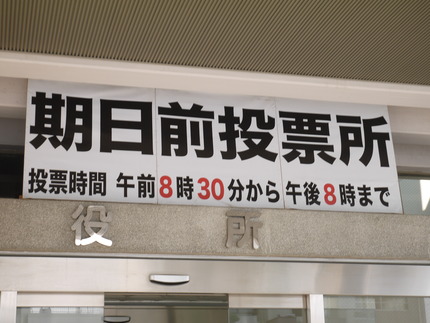 期日前投票所
投票時間 午前8時30分から 午後8時まで
役所